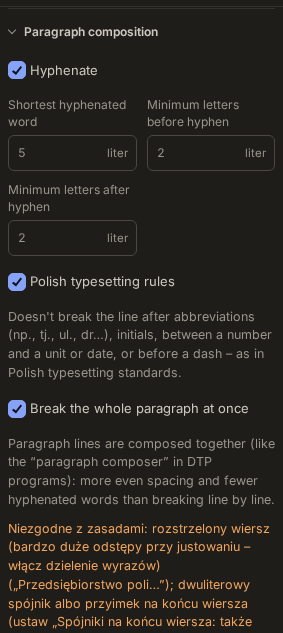 Paragraph composition
Hyphenate
Shortest hyphenated word
Minimum letters before hyphen
5 liter
2 liter
Minimum letters after hyphen
2 liter
Polish typesetting rules
Doesn't break the line after abbreviations
(np., tj., ul., dr…), initials, between a number
and a unit or date, or before a dash – as in
Polish typesetting standards.
Break the whole paragraph at once
Paragraph lines are composed together (like
the “paragraph composer” in DTP
programs): more even spacing and fewer
hyphenated words than breaking line by line.
Niezgodne z zasadami: rozstrzelony wiersz
(bardzo duże odstępy przy justowaniu –
włącz dzielenie wyrazów)
(„Przedsiębiorstwo poli…”); dwuliterowy
spójnik albo przyimek na końcu wiersza
(ustaw „Spójniki na końcu wiersza: także